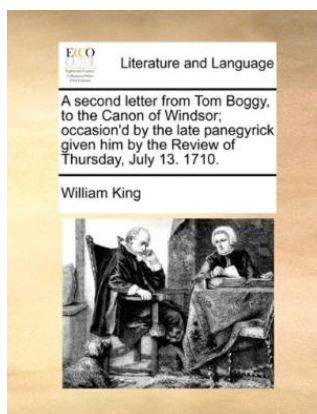 ECCO
Literature and Language
A second letter from Tom Boggy,
to the Canon of Windsor;
occasion'd by the late panegyrick
given him by the Review of
Thursday, July 13. 1710.
William King